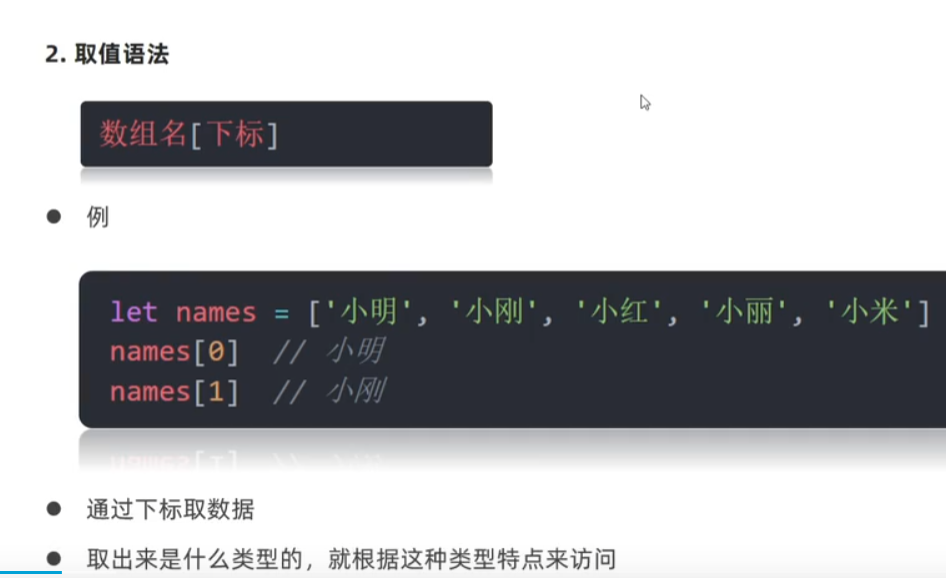 2. 取值语法
数组名[下标]
例
let names = ['小明', '小刚', '小红', '小丽', '小米']
names[0] // 小明
names[1] // 小刚
通过下标取数据
取出来是什么类型的，就根据这种类型特点来访问